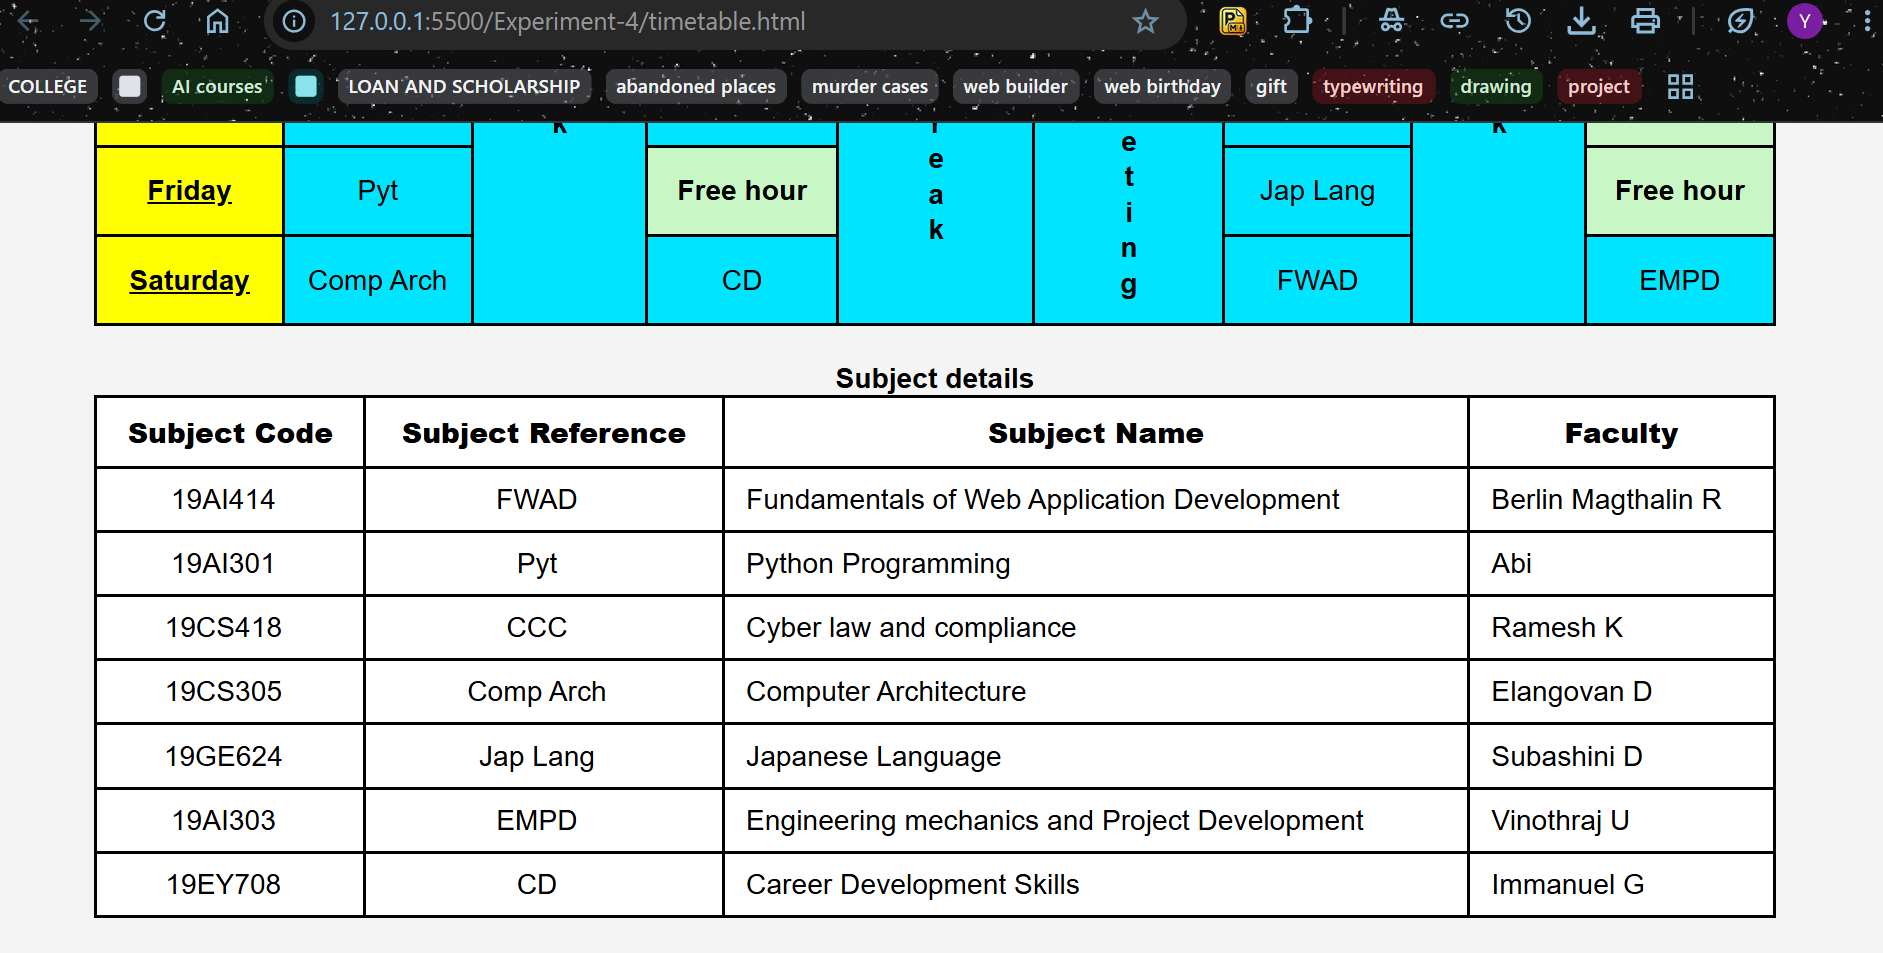 127.0.0.1:5500/Experiment-4/timetable.html
Y
COLLEGE AI courses LOAN AND SCHOLARSHIP abandoned places murder cases web builder web birthday gift typewriting drawing project
k
e
a
k
e
t
i
n
g
Friday Pyt Free hour Jap Lang Free hour
Saturday Comp Arch CD FWAD EMPD
Subject details
Subject Code Subject Reference Subject Name Faculty
19AI414 FWAD Fundamentals of Web Application Development Berlin Magthalin R
19AI301 Pyt Python Programming Abi
19CS418 CCC Cyber law and compliance Ramesh K
19CS305 Comp Arch Computer Architecture Elangovan D
19GE624 Jap Lang Japanese Language Subashini D
19AI303 EMPD Engineering mechanics and Project Development Vinothraj U
19EY708 CD Career Development Skills Immanuel G